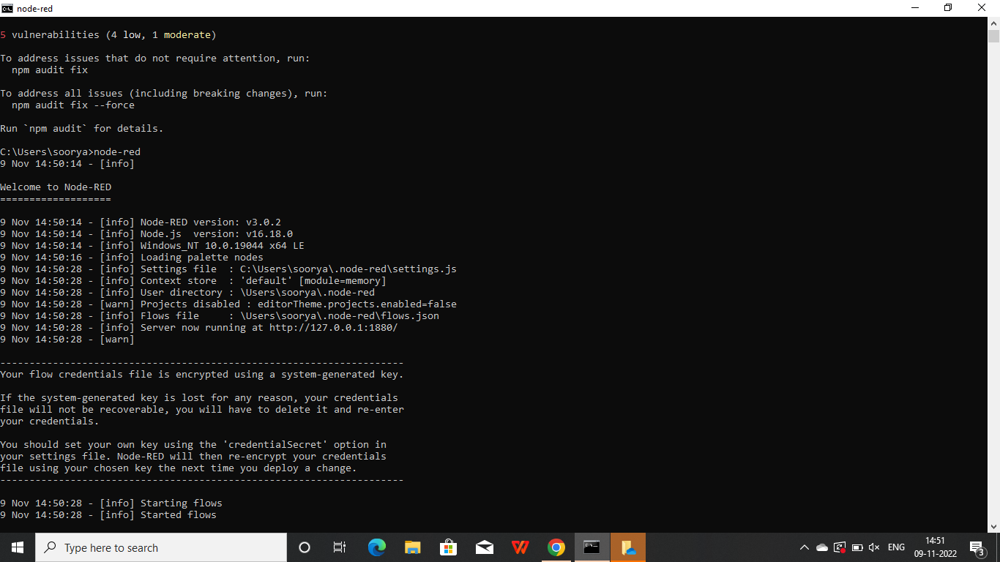 node-red
5 vulnerabilities (4 low, 1 moderate)
To address issues that do not require attention, run:
npm audit fix
To address all issues (including breaking changes), run:
npm audit fix --force
Run `npm audit` for details.
C:\Users\soorya>node-red
9 Nov 14:50:14 - [info]
Welcome to Node-RED
===================
9 Nov 14:50:14 - [info] Node-RED version: v3.0.2
9 Nov 14:50:14 - [info] Node.js  version: v16.18.0
9 Nov 14:50:14 - [info] Windows_NT 10.0.19044 x64 LE
9 Nov 14:50:16 - [info] Loading palette nodes
9 Nov 14:50:28 - [info] Settings file  : C:\Users\soorya\.node-red\settings.js
9 Nov 14:50:28 - [info] Context store  : 'default' [module=memory]
9 Nov 14:50:28 - [info] User directory : \Users\soorya\.node-red
9 Nov 14:50:28 - [warn] Projects disabled : editorTheme.projects.enabled=false
9 Nov 14:50:28 - [info] Flows file     : \Users\soorya\.node-red\flows.json
9 Nov 14:50:28 - [info] Server now running at http://127.0.0.1:1880/
9 Nov 14:50:28 - [warn]
---------------------------------------------------------------------
Your flow credentials file is encrypted using a system-generated key.
If the system-generated key is lost for any reason, your credentials
file will not be recoverable, you will have to delete it and re-enter
your credentials.
You should set your own key using the 'credentialSecret' option in
your settings file. Node-RED will then re-encrypt your credentials
file using your chosen key the next time you deploy a change.
---------------------------------------------------------------------
9 Nov 14:50:28 - [info] Starting flows
9 Nov 14:50:28 - [info] Started flows
Type here to search
ENG
14:51
09-11-2022
3